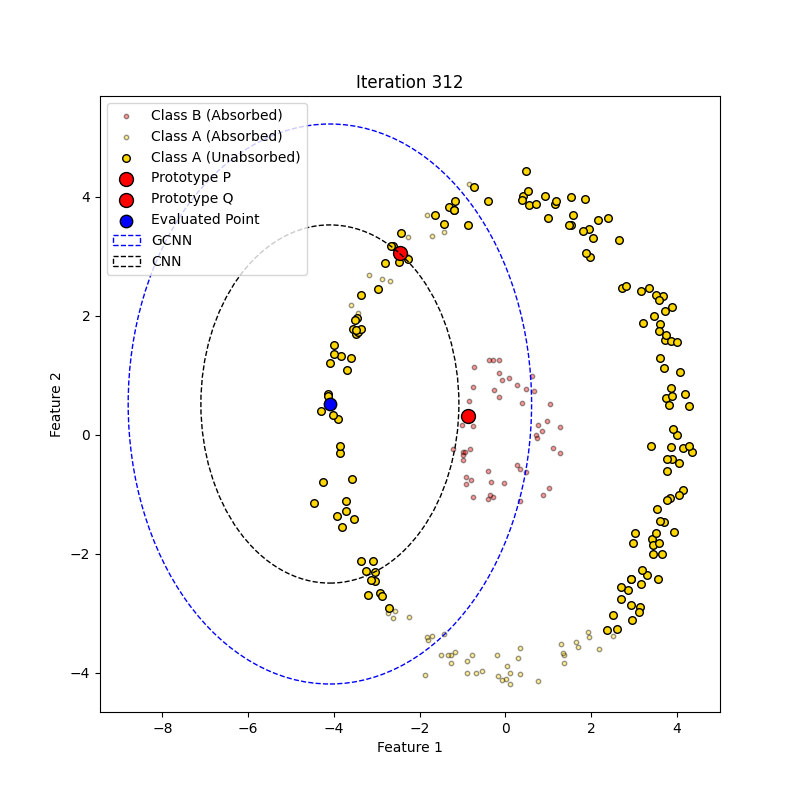 Iteration 312
Class B (Absorbed)
Class A (Absorbed)
Class A (Unabsorbed)
Prototype P
Prototype Q
Evaluated Point
GCNN
CNN
4
2
0
−2
−4
Feature 2
−8
−6
−4
−2
0
2
4
Feature 1